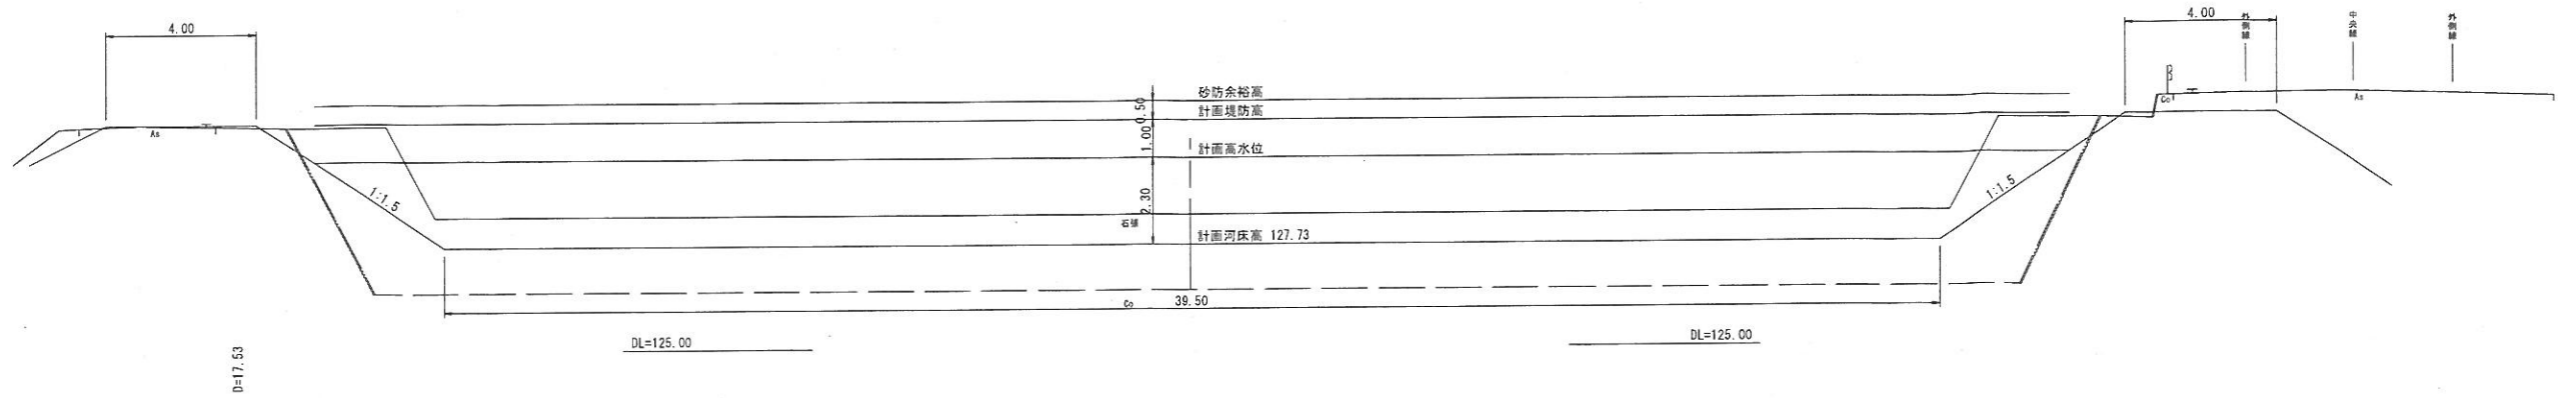 4.00
4.00
外側線
中央線
外側線
砂防余裕高
0.50
計画堤防高
1.00
計画高水位
As
Co
As
1:1.5
1:1.5
2.30
石張
計画河床高 127.73
Co
39.50
DL=125.00
DL=125.00
D=17.53